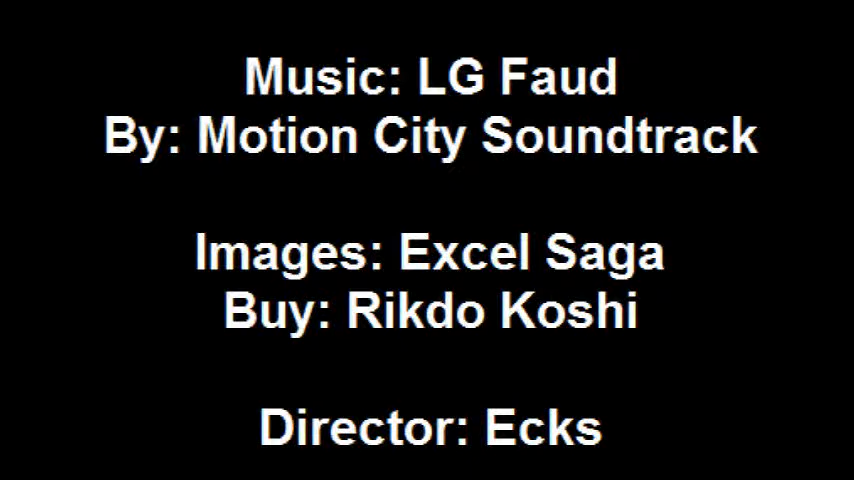 Music: LG Faud
By: Motion City Soundtrack
Images: Excel Saga
Buy: Rikdo Koshi
Director: Ecks